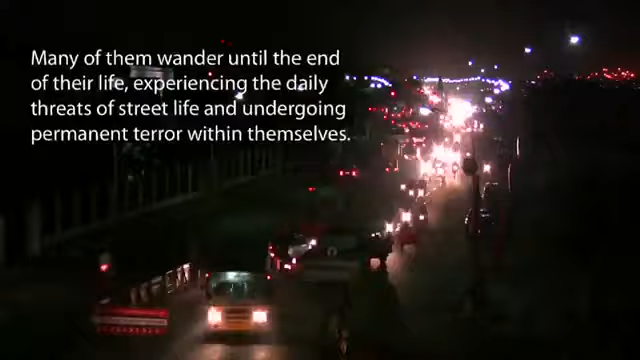 Many of them wander until the end
of their life, experiencing the daily
threats of street life and undergoing
permanent terror within themselves.